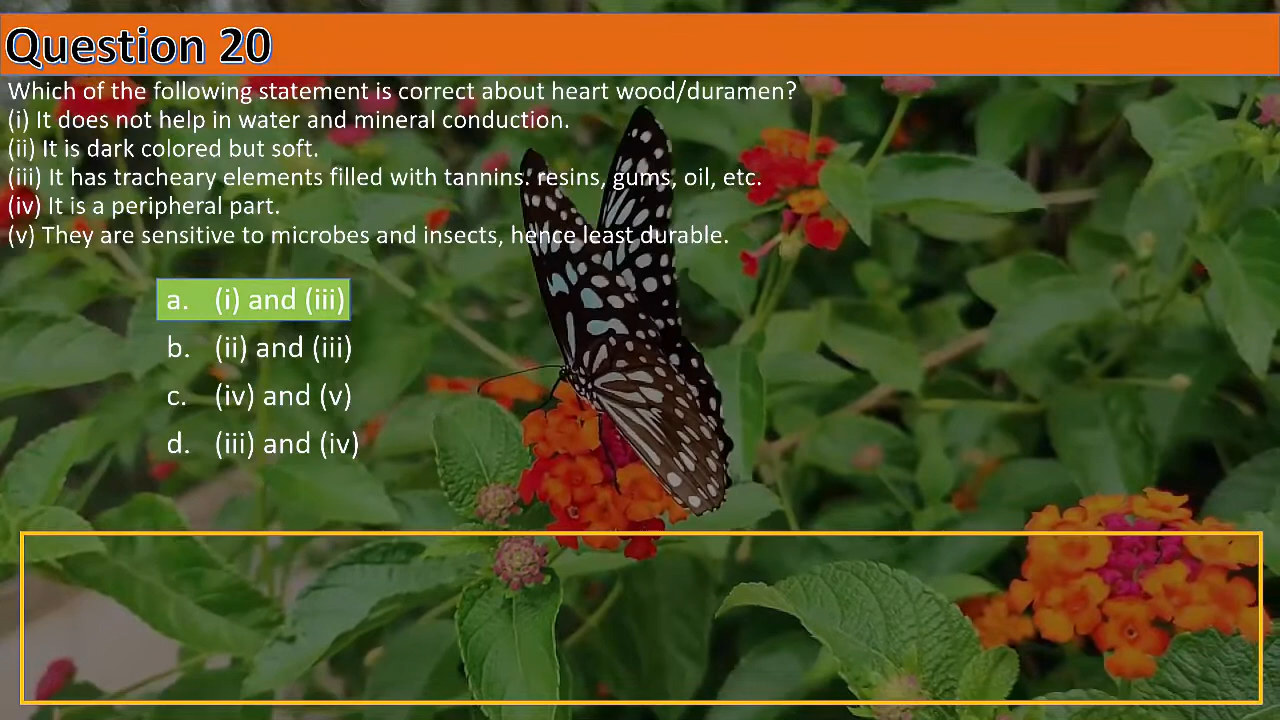 Question 20
Which of the following statement is correct about heart wood/duramen?
(i) It does not help in water and mineral conduction.
(ii) It is dark colored but soft.
(iii) It has tracheary elements filled with tannins. resins, gums, oil, etc.
(iv) It is a peripheral part.
(v) They are sensitive to microbes and insects, hence least durable.
a. (i) and (iii)
b. (ii) and (iii)
c. (iv) and (v)
d. (iii) and (iv)